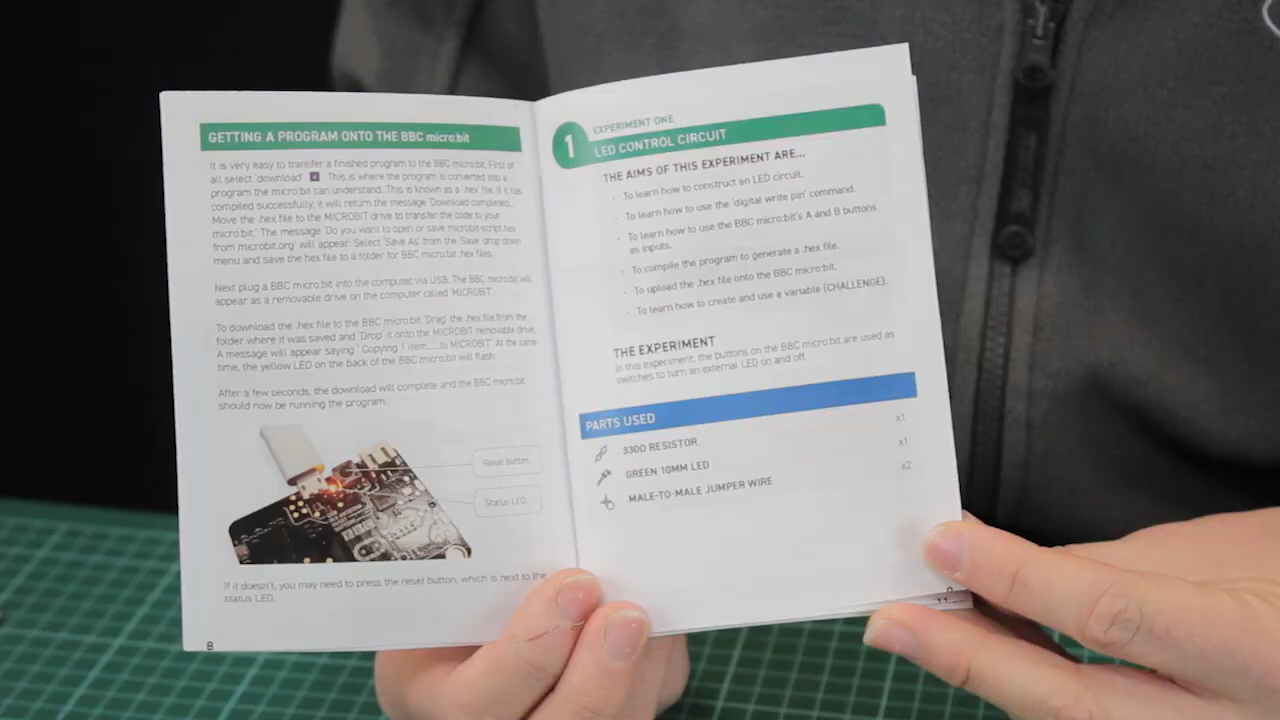 GETTING A PROGRAM ONTO THE BBC micro:bit
It is very easy to transfer a finished program to the BBC micro:bit. First of
all select 'download' . This is where the program is converted into a
program the micro:bit can understand. This is known as a '.hex' file. If it has
compiled successfully, it will return the message 'Download completed...
Move the .hex file to the MICROBIT drive to transfer the code to your
micro:bit.' The message 'Do you want to open or save microbit-script.hex
from microbit.org' will appear. Select 'Save As' from the 'Save' drop down
menu and save the hex file to a folder for BBC micro:bit .hex files.
Next plug a BBC micro:bit into the computer via USB. The BBC micro:bit will
appear as a removable drive on the computer called 'MICROBIT'.
To download the .hex file to the BBC micro:bit 'Drag' the .hex file from the
folder where it was saved and 'Drop' it onto the MICROBIT removable drive.
A message will appear saying ' Copying 1 item.....to MICROBIT'. At the same
time, the yellow LED on the back of the BBC micro:bit will flash.
After a few seconds, the download will complete and the BBC micro:bit
should now be running the program.
Reset button.
Status LED.
If it doesn't, you may need to press the reset button, which is next to the
status LED.
8
1
EXPERIMENT ONE
LED CONTROL CIRCUIT
THE AIMS OF THIS EXPERIMENT ARE...
· To learn how to construct an LED circuit.
· To learn how to use the 'digital write pin' command.
· To learn how to use the BBC micro:bit's A and B buttons
as inputs.
· To compile the program to generate a .hex file.
· To upload the .hex file onto the BBC micro:bit.
· To learn how to create and use a variable (CHALLENGE).
THE EXPERIMENT
In this experiment, the buttons on the BBC micro:bit are used as
switches to turn an external LED on and off.
PARTS USED
330Ω RESISTOR x1
GREEN 10MM LED x1
MALE-TO-MALE JUMPER WIRE x2